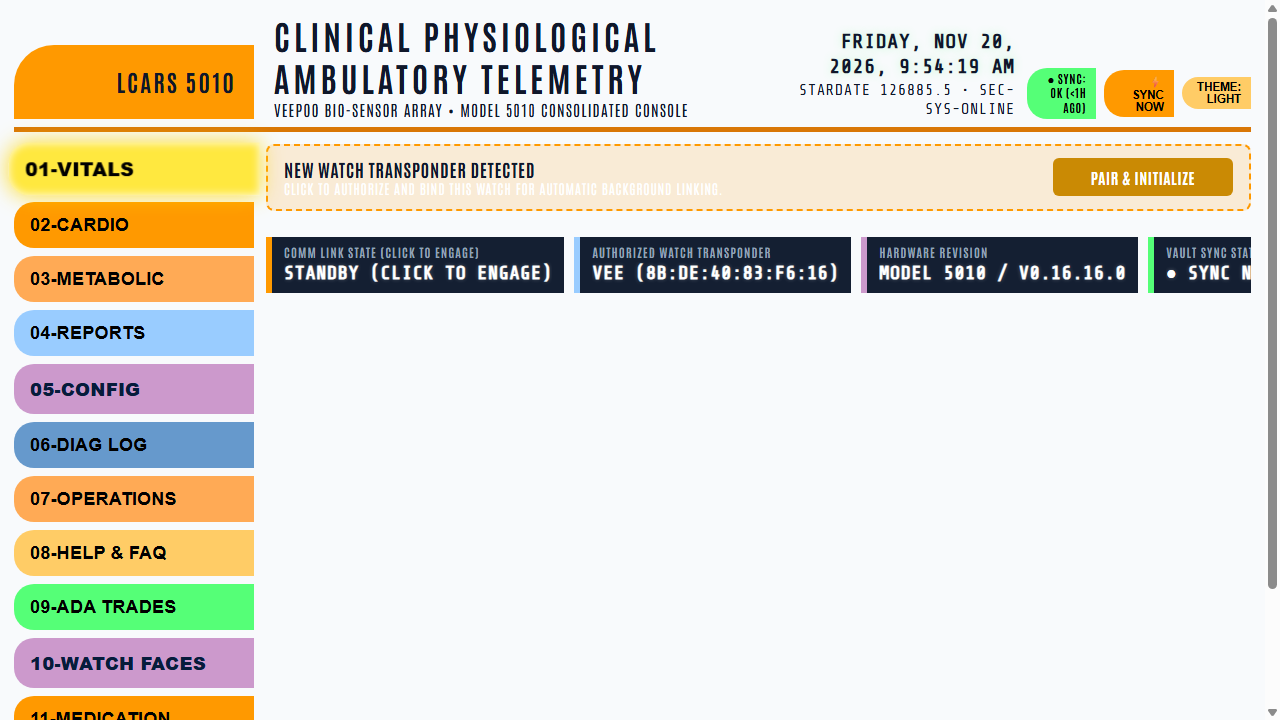 LCARS 5010
CLINICAL PHYSIOLOGICAL
AMBULATORY TELEMETRY
VEEPOO BIO-SENSOR ARRAY • MODEL 5010 CONSOLIDATED CONSOLE
FRIDAY, NOV 20,
2026, 9:54:19 AM
STARDATE 126885.5 · SEC-
SYS-ONLINE
● SYNC:
OK (<1H
AGO)
SYNC
NOW
THEME:
LIGHT
01-VITALS
02-CARDIO
03-METABOLIC
04-REPORTS
05-CONFIG
06-DIAG LOG
07-OPERATIONS
08-HELP & FAQ
09-ADA TRADES
10-WATCH FACES
11-MEDICATION
NEW WATCH TRANSPONDER DETECTED
CLICK TO AUTHORIZE AND BIND THIS WATCH FOR AUTOMATIC BACKGROUND LINKING.
PAIR & INITIALIZE
COMM LINK STATE (CLICK TO ENGAGE)
STANDBY (CLICK TO ENGAGE)
AUTHORIZED WATCH TRANSPONDER
VEE (8B:DE:40:83:F6:16)
HARDWARE REVISION
MODEL 5010 / V0.16.16.0
VAULT SYNC
● SYNC